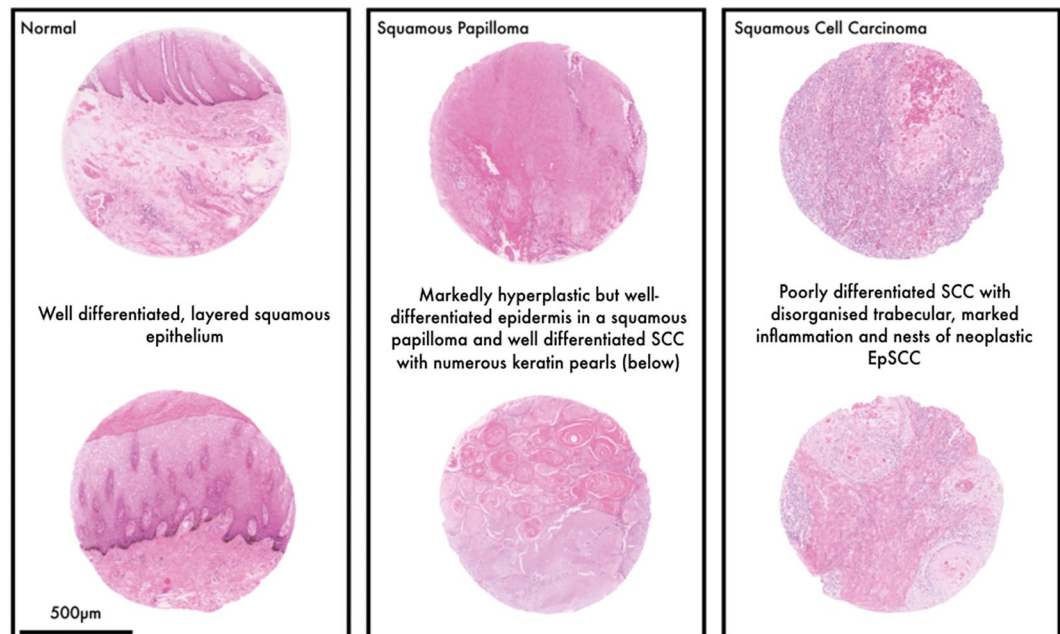 Normal
Well differentiated, layered squamous
epithelium
500µm
Squamous Papilloma
Markedly hyperplastic but well-
differentiated epidermis in a squamous
papilloma and well differentiated SCC
with numerous keratin pearls (below)
Squamous Cell Carcinoma
Poorly differentiated SCC with
disorganised trabecular, marked
inflammation and nests of neoplastic
EpSCC